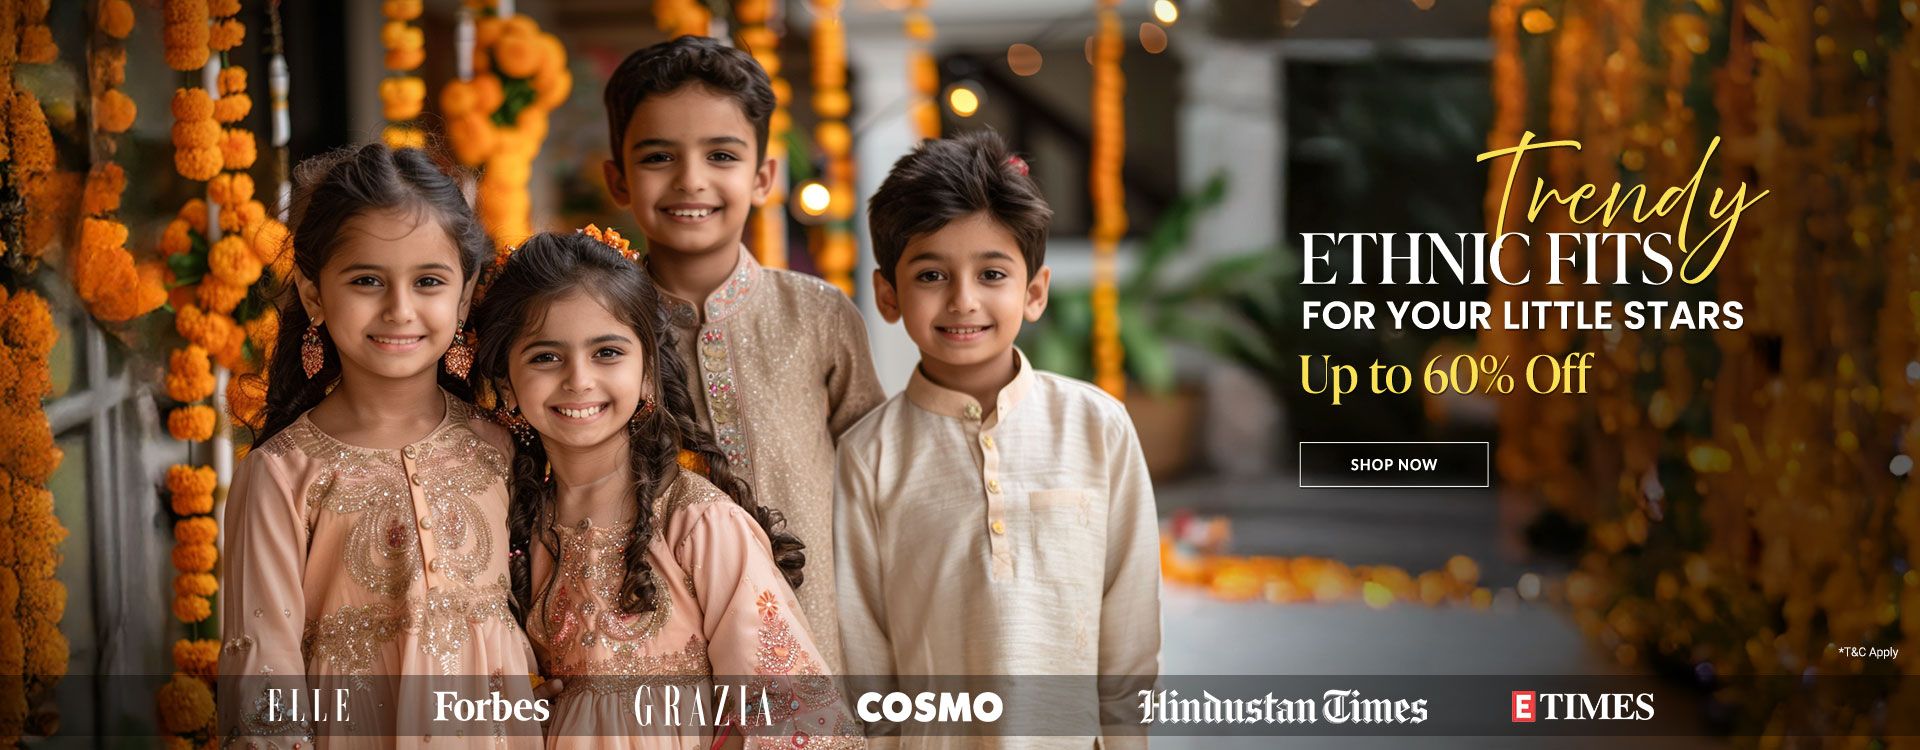 Trendy
ETHNIC FITS
FOR YOUR LITTLE STARS
Up to 60% Off
SHOP NOW
*T&C Apply
ELLE Forbes GRAZIA COSMO Hindustan Times E TIMES